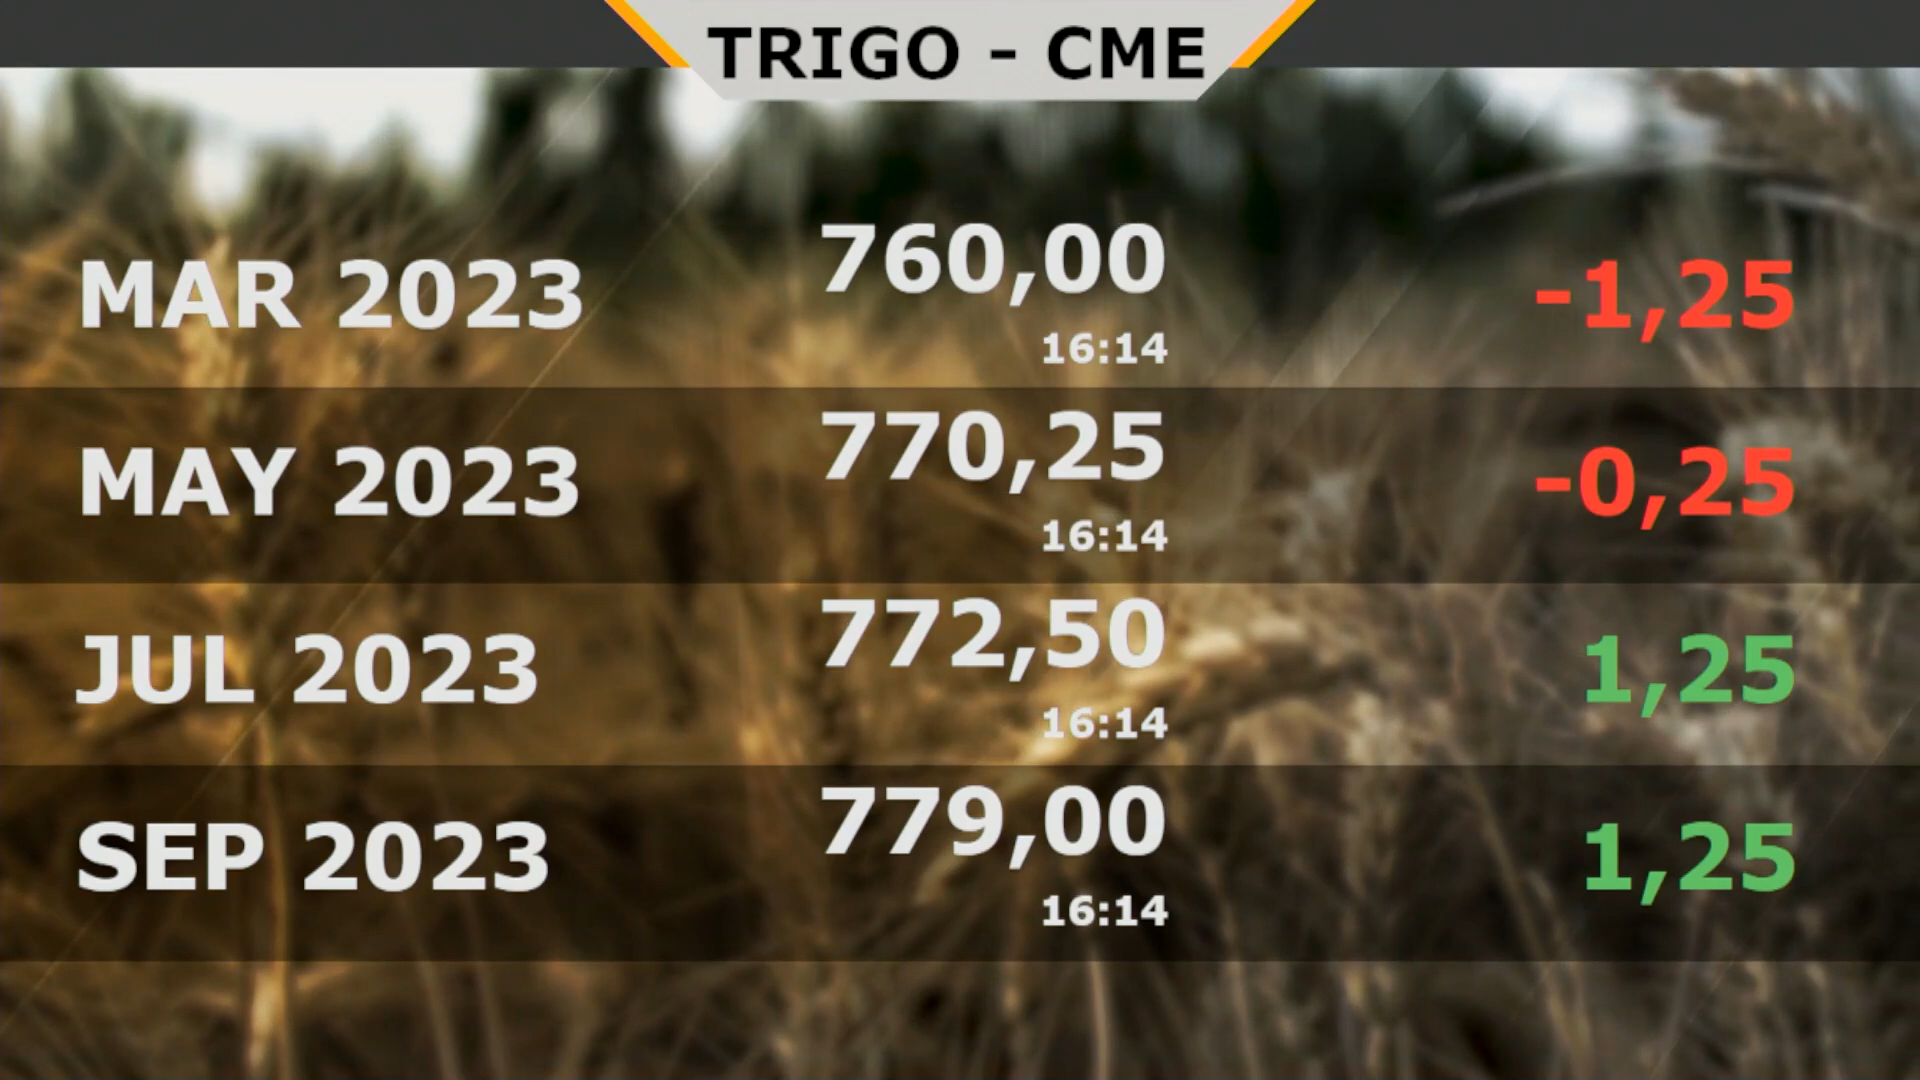 TRIGO - CME
MAR 2023 760,00 -1,25
16:14
MAY 2023 770,25 -0,25
16:14
JUL 2023 772,50 1,25
16:14
SEP 2023 779,00 1,25
16:14